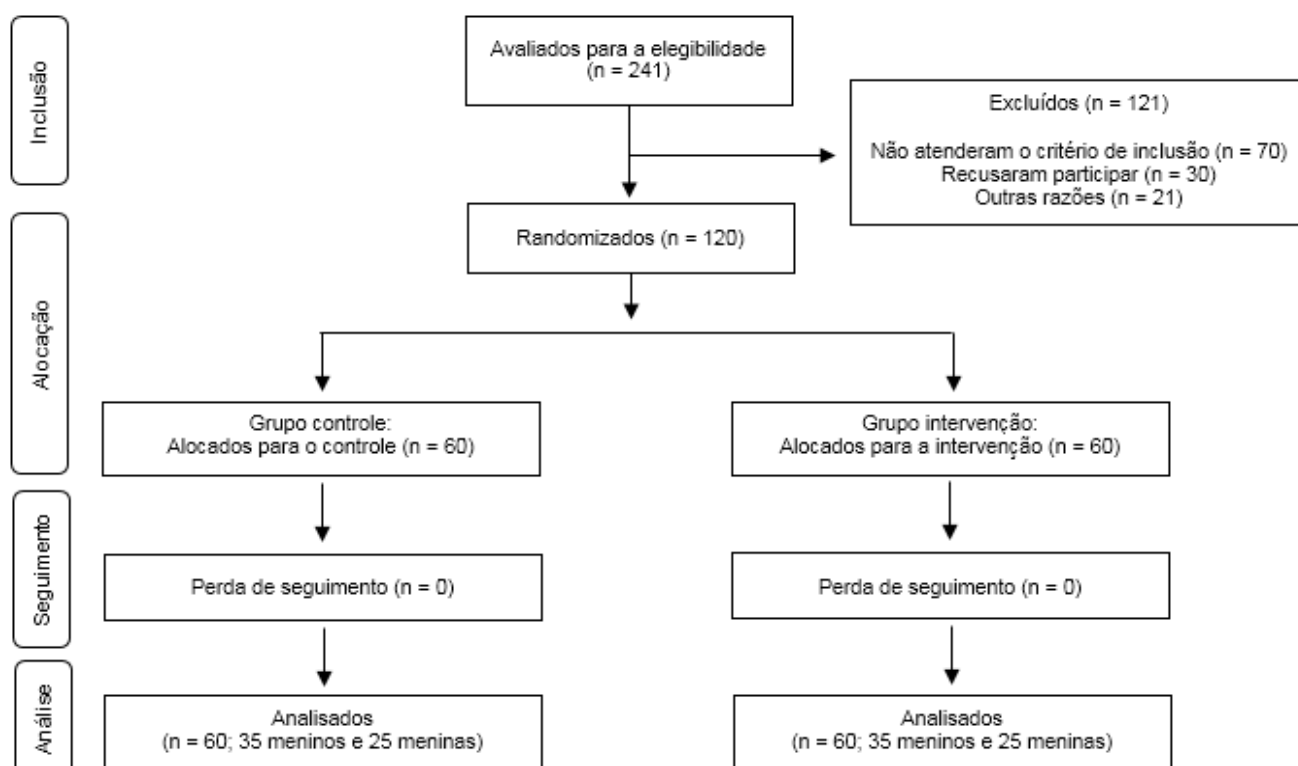 Inclusão
Avaliados para a elegibilidade
(n = 241)
Excluídos (n = 121)
Não atenderam o critério de inclusão (n = 70)
Recusaram participar (n = 30)
Outras razões (n = 21)
Alocação
Randomizados (n = 120)
Grupo controle:
Alocados para o controle (n = 60)
Grupo intervenção:
Alocados para a intervenção (n = 60)
Seguimento
Perda de seguimento (n = 0)
Perda de seguimento (n = 0)
Análise
Analisados
(n = 60; 35 meninos e 25 meninas)
Analisados
(n = 60; 35 meninos e 25 meninas)